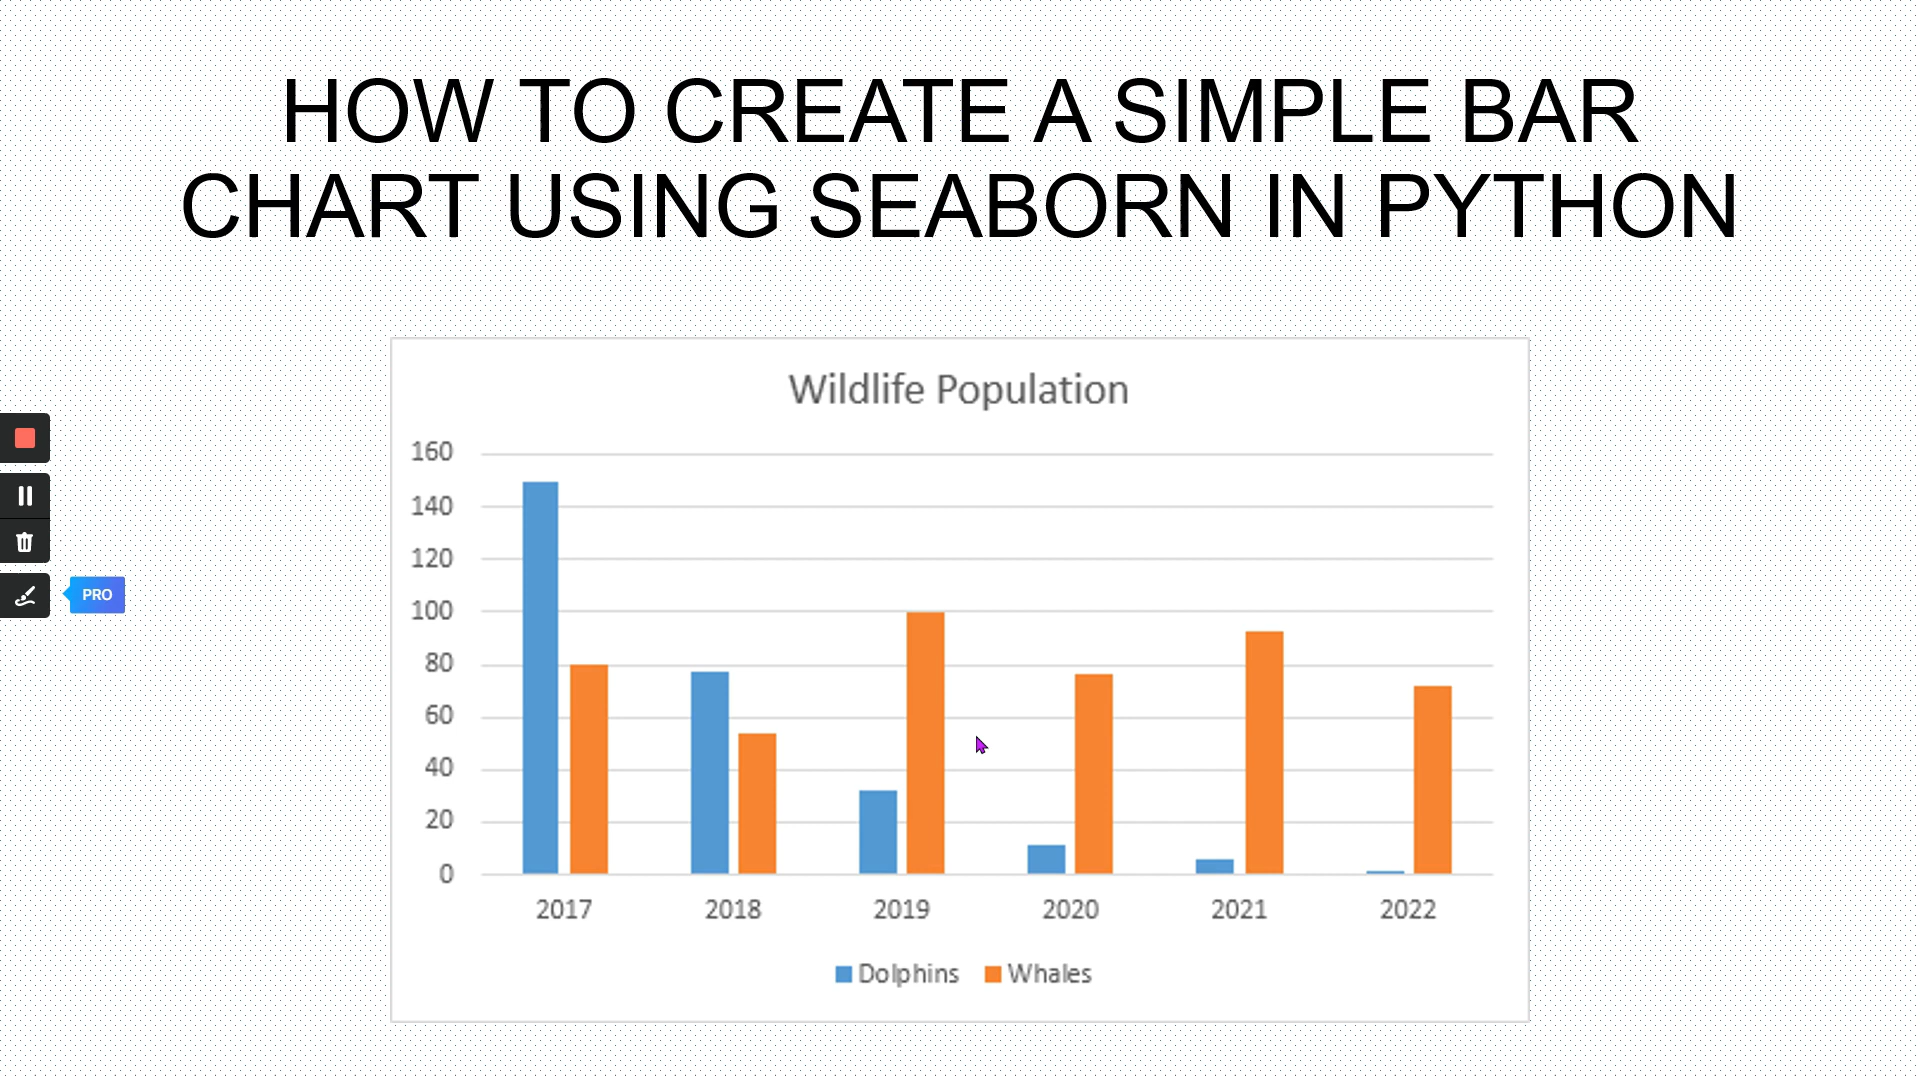 HOW TO CREATE A SIMPLE BAR
CHART USING SEABORN IN PYTHON
Wildlife Population
160
140
120
100
80
60
40
20
0
2017 2018 2019 2020 2021 2022
Dolphins Whales
PRO